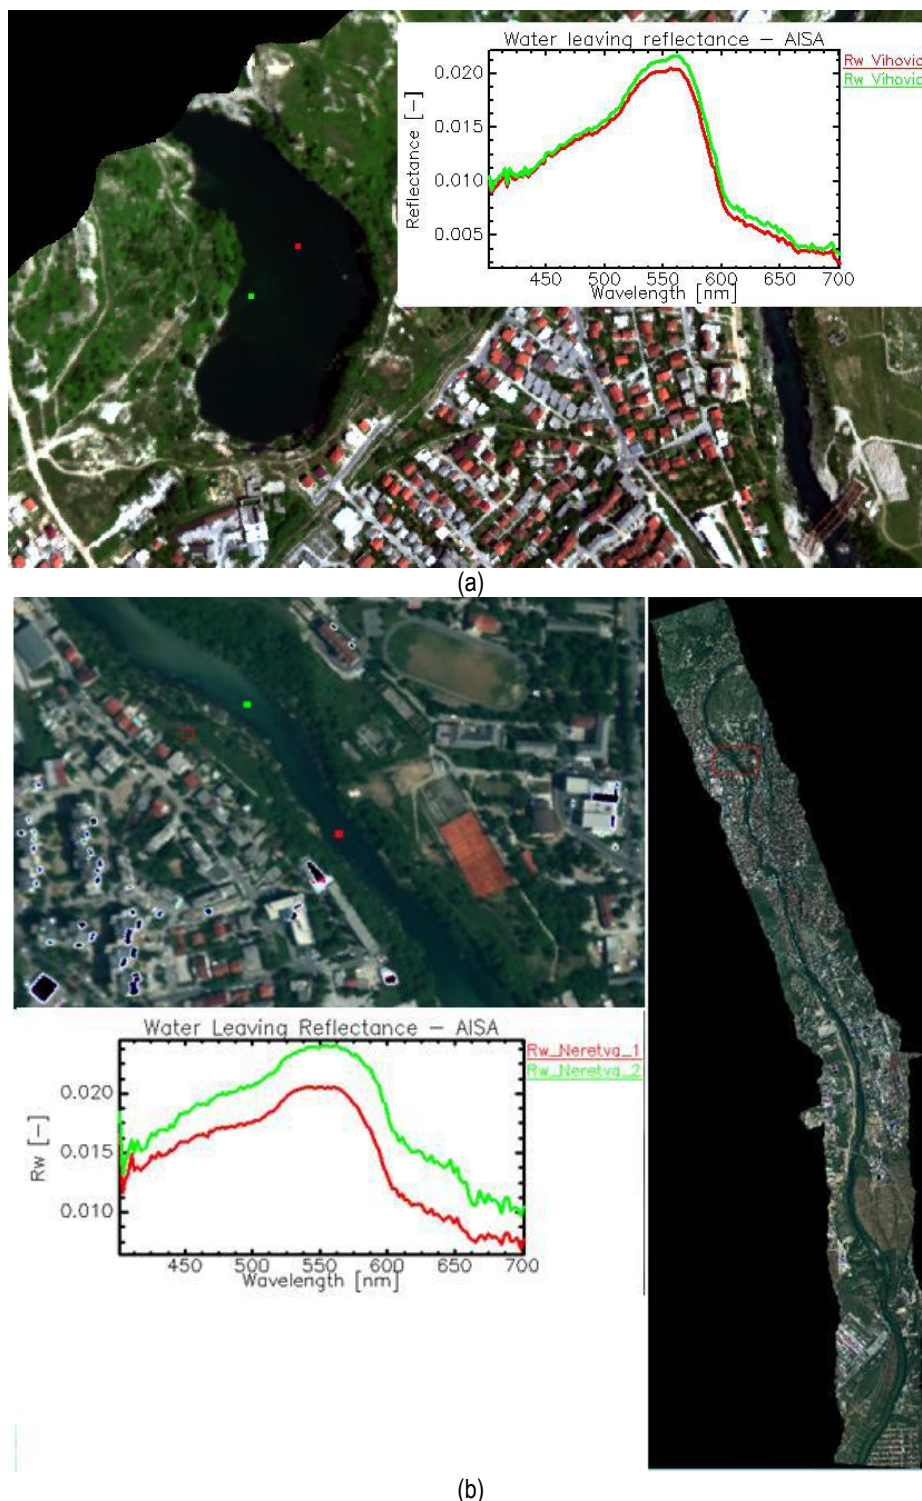 Water leaving reflectance – AISA
Rw Vihovic
Rw Vihovic
Reflectance [-]
0.020
0.015
0.010
0.005
450 500 550 600 650 700
Wavelength [nm]
(a)
Water Leaving Reflectance – AISA
Rw_Neretva_1
Rw_Neretva_2
Rw [-]
0.020
0.015
0.010
450 500 550 600 650 700
Wavelength [nm]
(b)